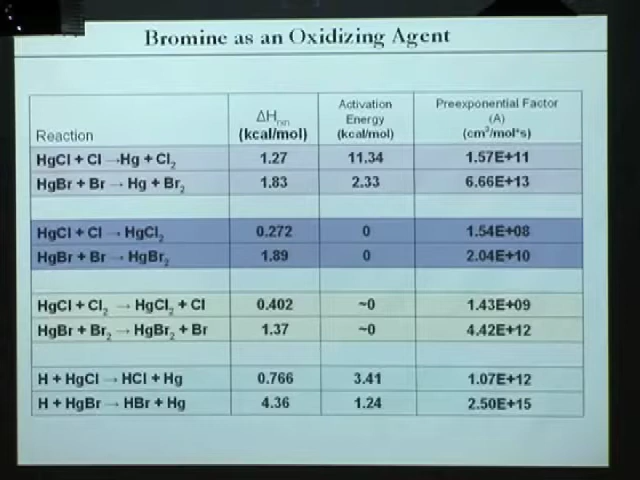 Bromine as an Oxidizing Agent
Reaction ΔHrxn (kcal/mol) Activation Energy (kcal/mol) Preexponential Factor (A) (cm³/mol*s)
HgCl + Cl → Hg + Cl₂ 1.27 11.34 1.57E+11
HgBr + Br → Hg + Br₂ 1.83 2.33 6.66E+13
HgCl + Cl → HgCl₂ 0.272 0 1.54E+08
HgBr + Br → HgBr₂ 1.89 0 2.04E+10
HgCl + Cl₂ → HgCl₂ + Cl 0.402 ~0 1.43E+09
HgBr + Br₂ → HgBr₂ + Br 1.37 ~0 4.42E+12
H + HgCl → HCl + Hg 0.766 3.41 1.07E+12
H + HgBr → HBr + Hg 4.36 1.24 2.50E+15